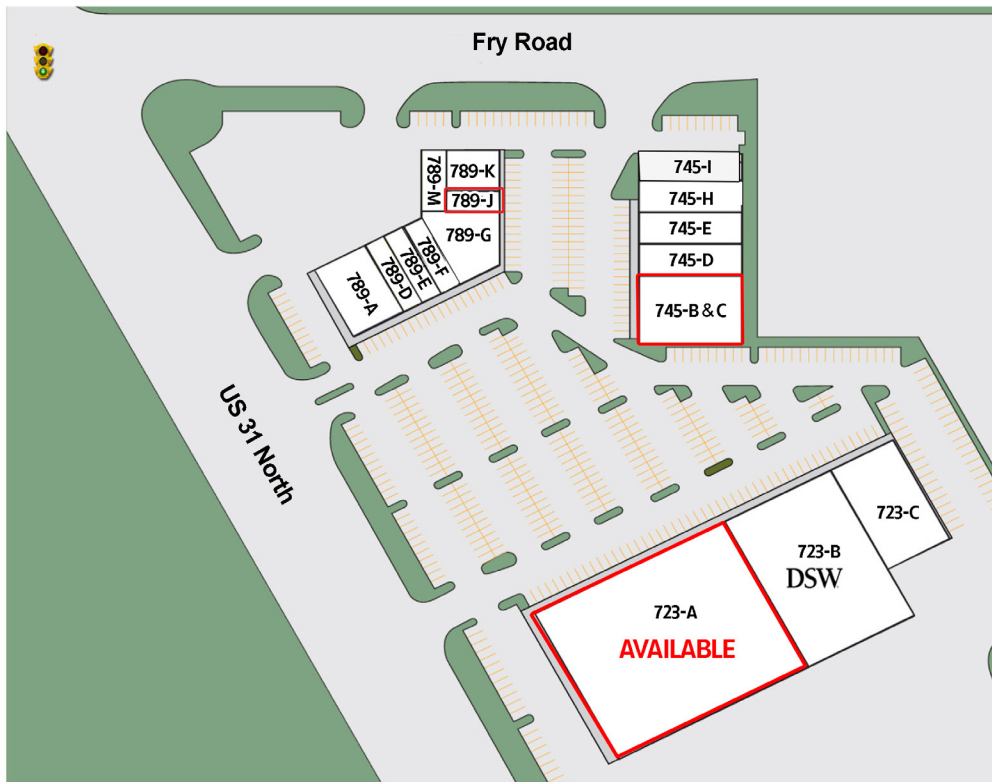 Fry Road
789-M
789-K
789-J
789-G
789-F
789-E
789-D
789-A
745-I
745-H
745-E
745-D
745-B & C
US 31 North
723-C
723-B
DSW
723-A
AVAILABLE